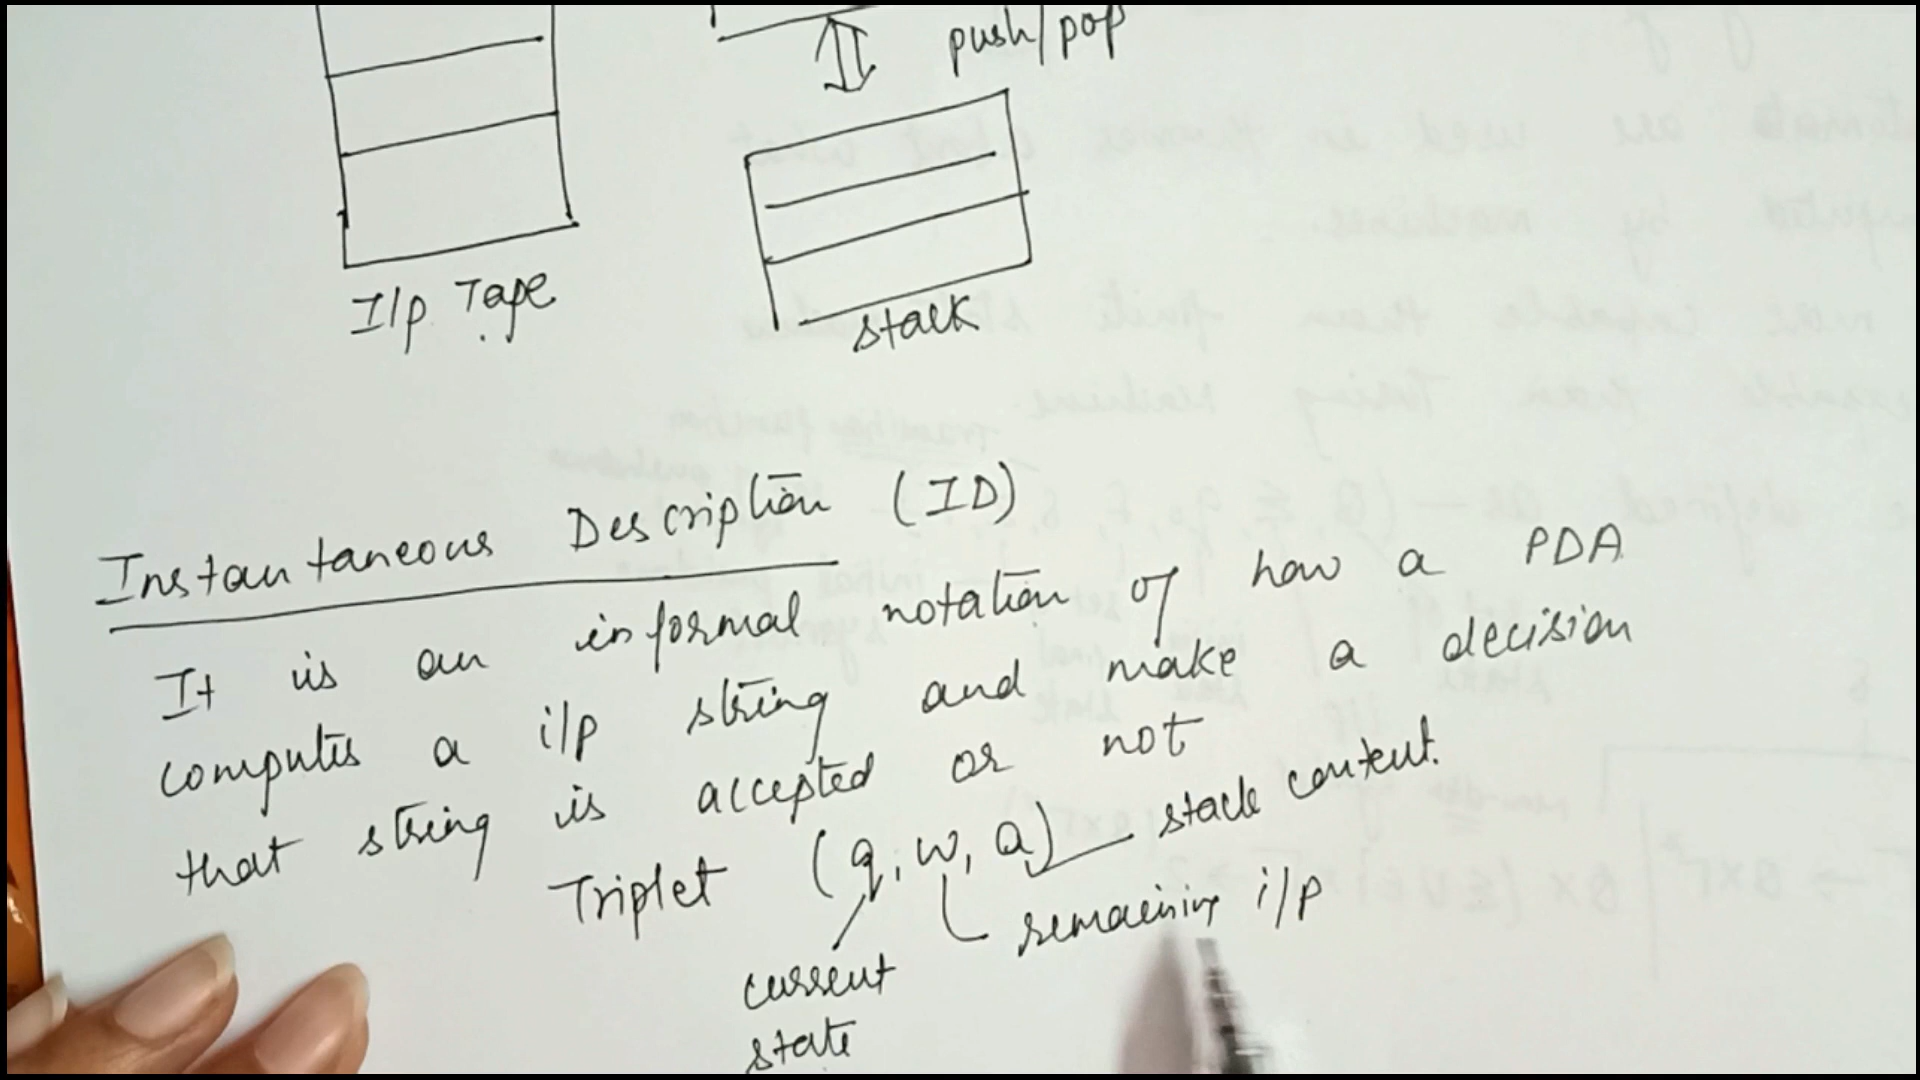 push/pop
I/p Tape
stack
Instantaneous Description (ID)
It is an informal notation of how a PDA
computes a i/p string and make a decision
that string is accepted or not
Triplet (q, w, a) stack content.
remaining i/p
current
state